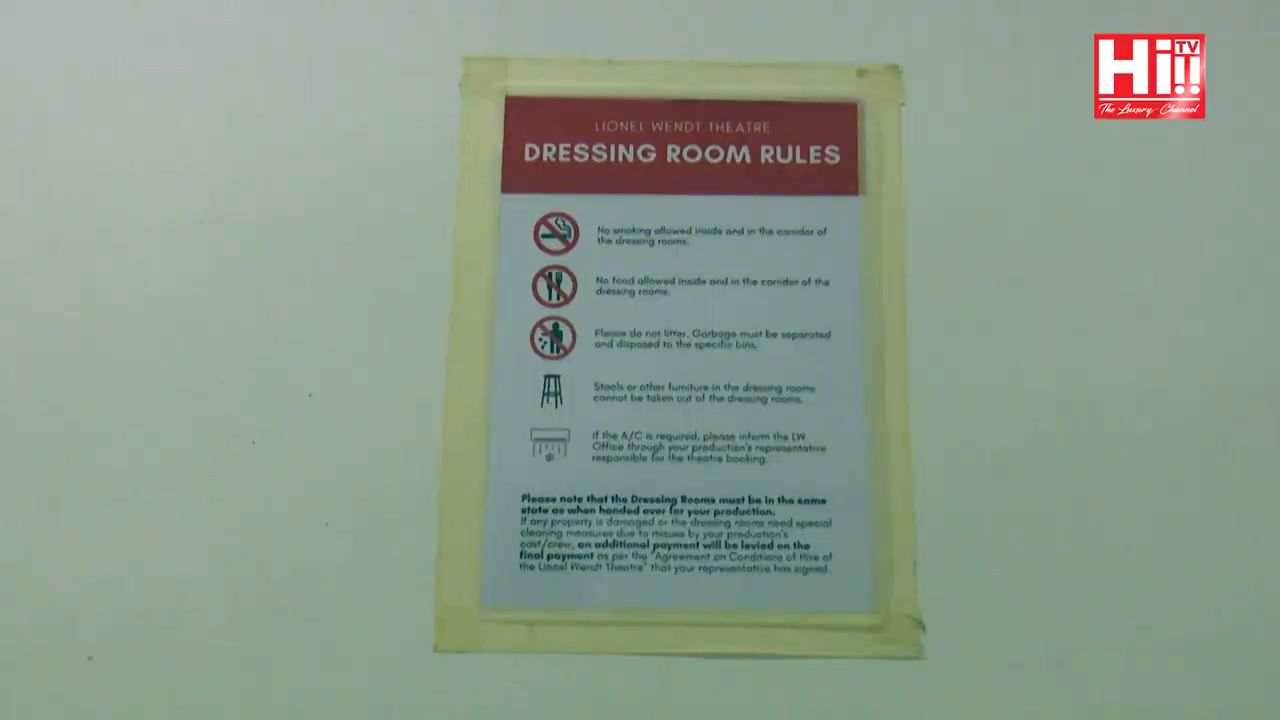 Hi!! TV
The Luxury Channel
LIONEL WENDT THEATRE
DRESSING ROOM RULES
No smoking allowed inside and in the corridor of
the dressing rooms.
No food allowed inside and in the corridor of the
dressing rooms.
Please do not litter. Garbage must be separated
and disposed to the specific bins.
Stools or other furniture in the dressing rooms
cannot be taken out of the dressing rooms.
If the A/C is required, please inform the LW
Office through your production's representative
responsible for the theatre booking.
Please note that the Dressing Rooms must be in the same
state as when handed over for your production.
If any property is damaged or the dressing rooms need special
cleaning measures due to misuse by your production's
cast/crew, an additional payment will be levied on the
final payment as per the "Agreement on Conditions of Hire of
the Lionel Wendt Theatre" that your representative has signed.